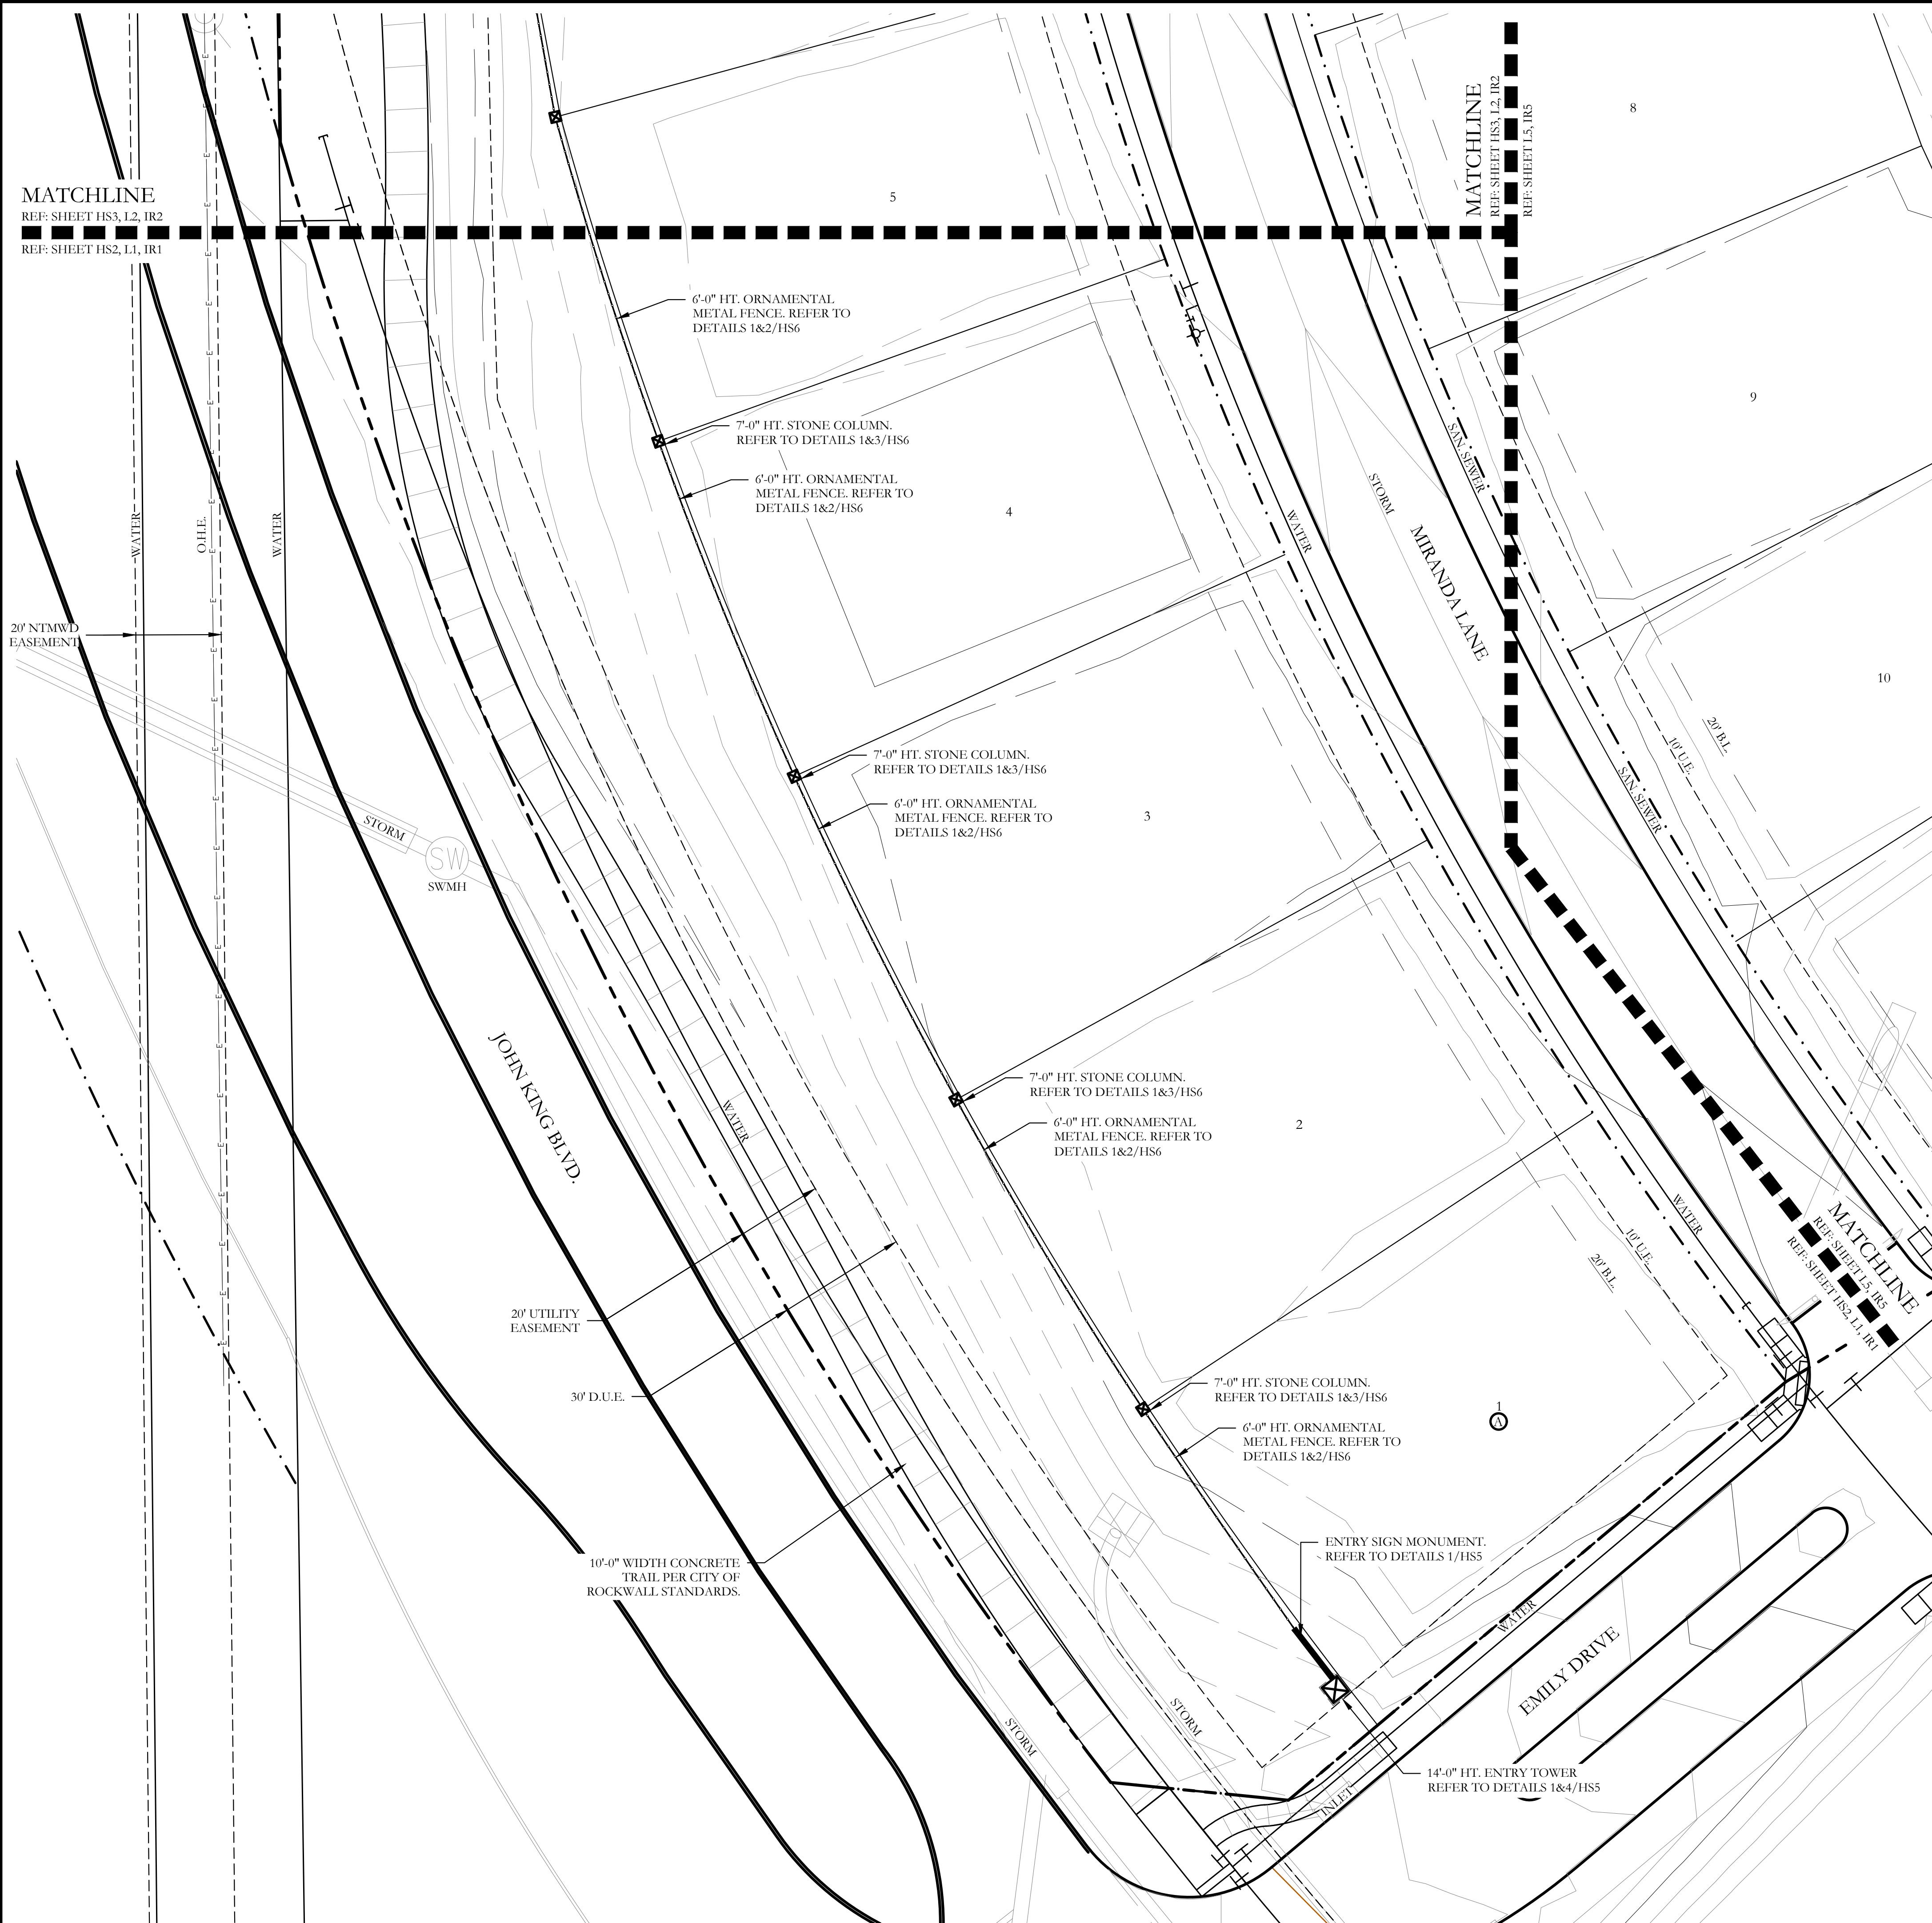 MATCHLINE
REF: SHEET HS3, L2, IR2
REF: SHEET HS2, L1, IR1
MATCHLINE
REF: SHEET HS3, L2, IR2
REF: SHEET L5, IR5
8
5
6'-0" HT. ORNAMENTAL
METAL FENCE. REFER TO
DETAILS 1&2/HS6
9
7'-0" HT. STONE COLUMN.
REFER TO DETAILS 1&3/HS6
SAN. SEWER
6'-0" HT. ORNAMENTAL
METAL FENCE. REFER TO
DETAILS 1&2/HS6
4
STORM
WATER
O.H.E.
WATER
WATER
MIRANDA LANE
20' NTMWD
EASEMENT
10
20' B.L.
10' U.E.
SAN. SEWER
7'-0" HT. STONE COLUMN.
REFER TO DETAILS 1&3/HS6
6'-0" HT. ORNAMENTAL
METAL FENCE. REFER TO
DETAILS 1&2/HS6
3
STORM
SW
SWMH
JOHN KING BLVD.
WATER
7'-0" HT. STONE COLUMN.
REFER TO DETAILS 1&3/HS6
6'-0" HT. ORNAMENTAL
METAL FENCE. REFER TO
DETAILS 1&2/HS6
2
WATER
10' U.E.
20' B.L.
MATCHLINE
REF: SHEET L5, IR5
REF: SHEET HS2, L1, IR1
20' UTILITY
EASEMENT
30' D.U.E.
7'-0" HT. STONE COLUMN.
REFER TO DETAILS 1&3/HS6
6'-0" HT. ORNAMENTAL
METAL FENCE. REFER TO
DETAILS 1&2/HS6
1
A
10'-0" WIDTH CONCRETE
TRAIL PER CITY OF
ROCKWALL STANDARDS.
ENTRY SIGN MONUMENT.
REFER TO DETAILS 1/HS5
WATER
EMILY DRIVE
STORM
STORM
14'-0" HT. ENTRY TOWER
REFER TO DETAILS 1&4/HS5
INLET